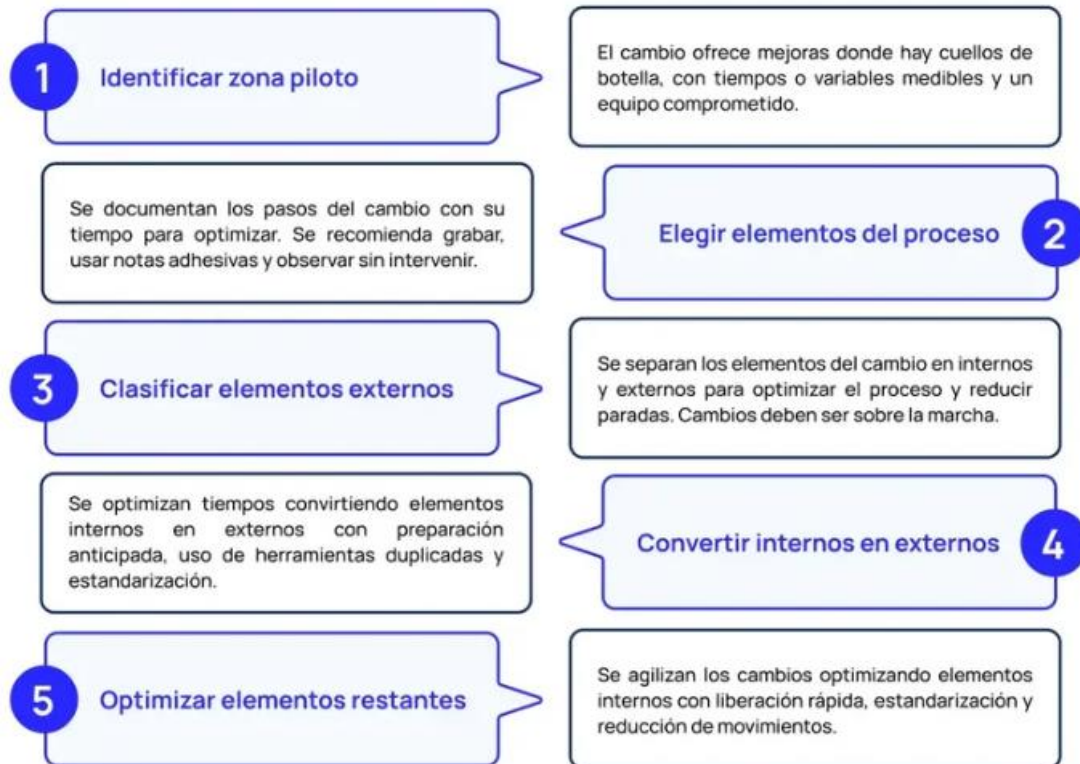 1
Identificar zona piloto
El cambio ofrece mejoras donde hay cuellos de
botella, con tiempos o variables medibles y un
equipo comprometido.
Se documentan los pasos del cambio con su
tiempo para optimizar. Se recomienda grabar,
usar notas adhesivas y observar sin intervenir.
Elegir elementos del proceso
2
3
Clasificar elementos externos
Se separan los elementos del cambio en internos
y externos para optimizar el proceso y reducir
paradas. Cambios deben ser sobre la marcha.
Se optimizan tiempos convirtiendo elementos
internos en externos con preparación
anticipada, uso de herramientas duplicadas y
estandarización.
Convertir internos en externos
4
5
Optimizar elementos restantes
Se agilizan los cambios optimizando elementos
internos con liberación rápida, estandarización y
reducción de movimientos.